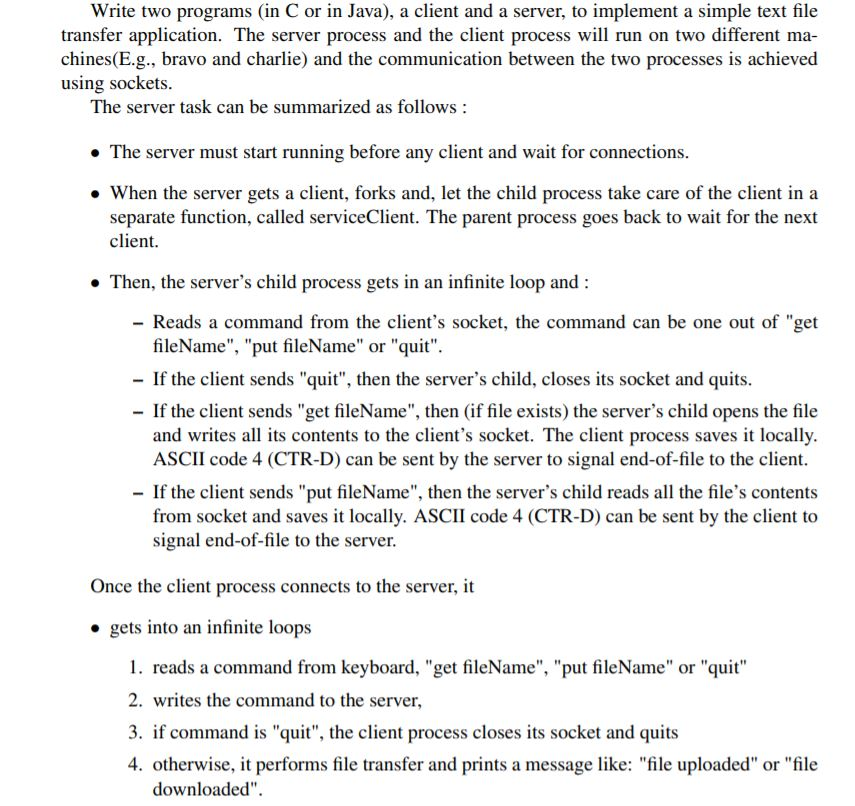 Write two programs (in C or in Java), a client and a server, to implement a simple text file
transfer application. The server process and the client process will run on two different ma-
chines(E.g., bravo and charlie) and the communication between the two processes is achieved
using sockets.
The server task can be summarized as follows :
• The server must start running before any client and wait for connections.
• When the server gets a client, forks and, let the child process take care of the client in a
separate function, called serviceClient. The parent process goes back to wait for the next
client.
• Then, the server's child process gets in an infinite loop and :
– Reads a command from the client's socket, the command can be one out of "get
fileName", "put fileName" or "quit".
– If the client sends "quit", then the server's child, closes its socket and quits.
– If the client sends "get fileName", then (if file exists) the server's child opens the file
and writes all its contents to the client's socket. The client process saves it locally.
ASCII code 4 (CTR-D) can be sent by the server to signal end-of-file to the client.
– If the client sends "put fileName", then the server's child reads all the file's contents
from socket and saves it locally. ASCII code 4 (CTR-D) can be sent by the client to
signal end-of-file to the server.
Once the client process connects to the server, it
• gets into an infinite loops
1. reads a command from keyboard, "get fileName", "put fileName" or "quit"
2. writes the command to the server,
3. if command is "quit", the client process closes its socket and quits
4. otherwise, it performs file transfer and prints a message like: "file uploaded" or "file
downloaded".